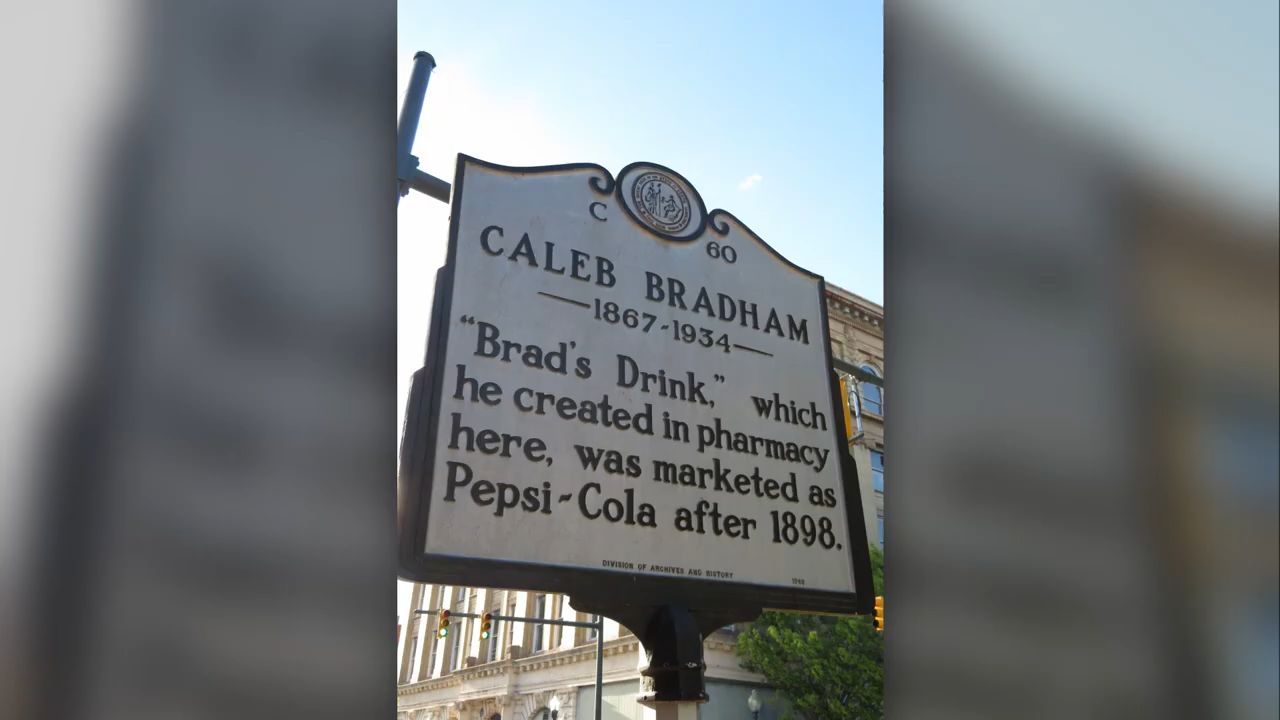 C
60
CALEB BRADHAM
1867-1934
"Brad's Drink," which
he created in pharmacy
here, was marketed as
Pepsi-Cola after 1898.
DIVISION OF ARCHIVES AND HISTORY